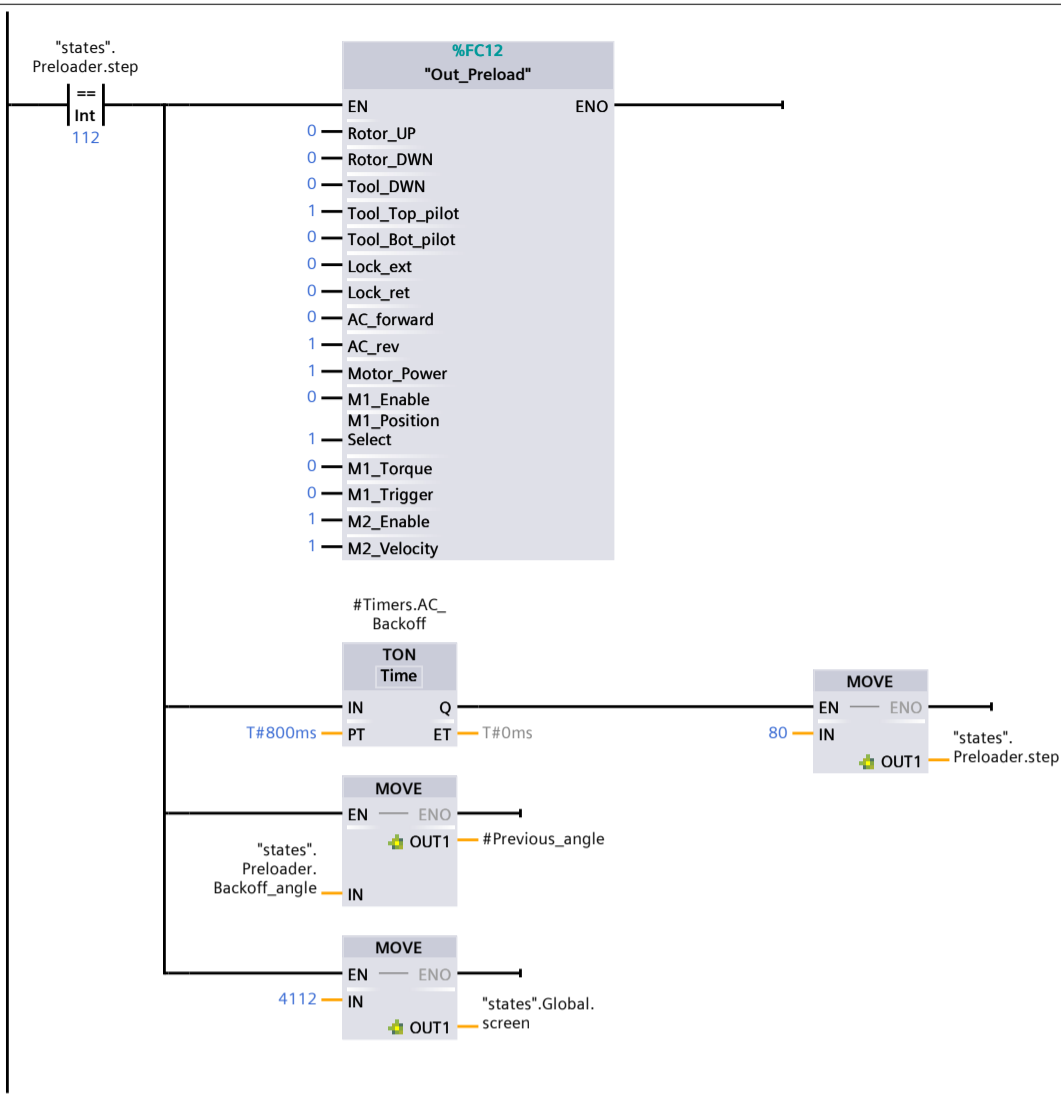 "states".
Preloader.step
==
Int
112
%FC12
"Out_Preload"
EN
ENO
0
Rotor_UP
0
Rotor_DWN
0
Tool_DWN
1
Tool_Top_pilot
0
Tool_Bot_pilot
0
Lock_ext
0
Lock_ret
0
AC_forward
1
AC_rev
1
Motor_Power
0
M1_Enable
M1_Position
1
Select
0
M1_Torque
0
M1_Trigger
1
M2_Enable
1
M2_Velocity
#Timers.AC_
Backoff
TON
Time
IN
Q
T#800ms
PT
ET
T#0ms
MOVE
EN
ENO
80
IN
OUT1
"states".
Preloader.step
MOVE
EN
ENO
OUT1
#Previous_angle
"states".
Preloader.
Backoff_angle
IN
MOVE
EN
ENO
4112
IN
OUT1
"states".Global.
screen